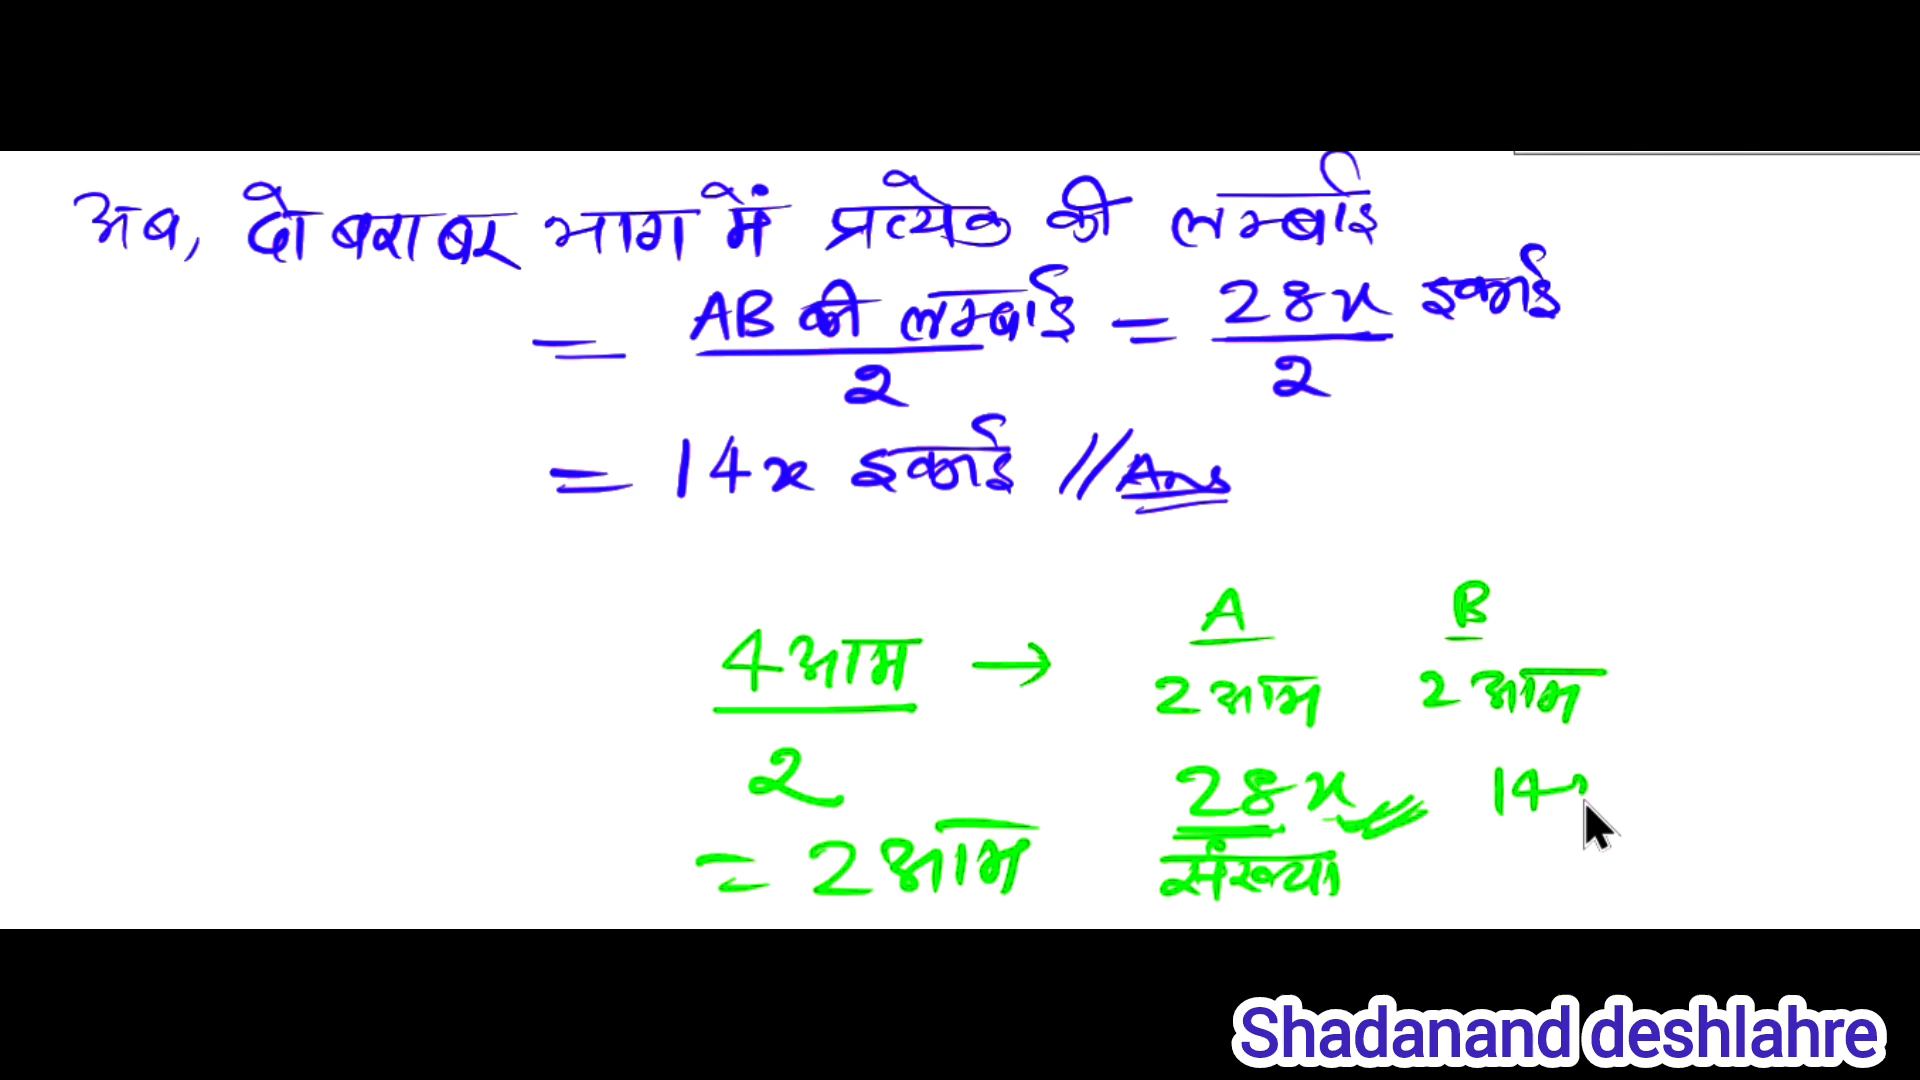 अब, दो बराबर भाग में प्रत्येक की लम्बाई
= AB की लम्बाई / 2 = 28x / 2 इकाई
= 14x इकाई // Ans
A B
4 आम / 2 → 2 आम 2 आम
= 2 आम 28x 14
संख्या
Shadanand deshlahre